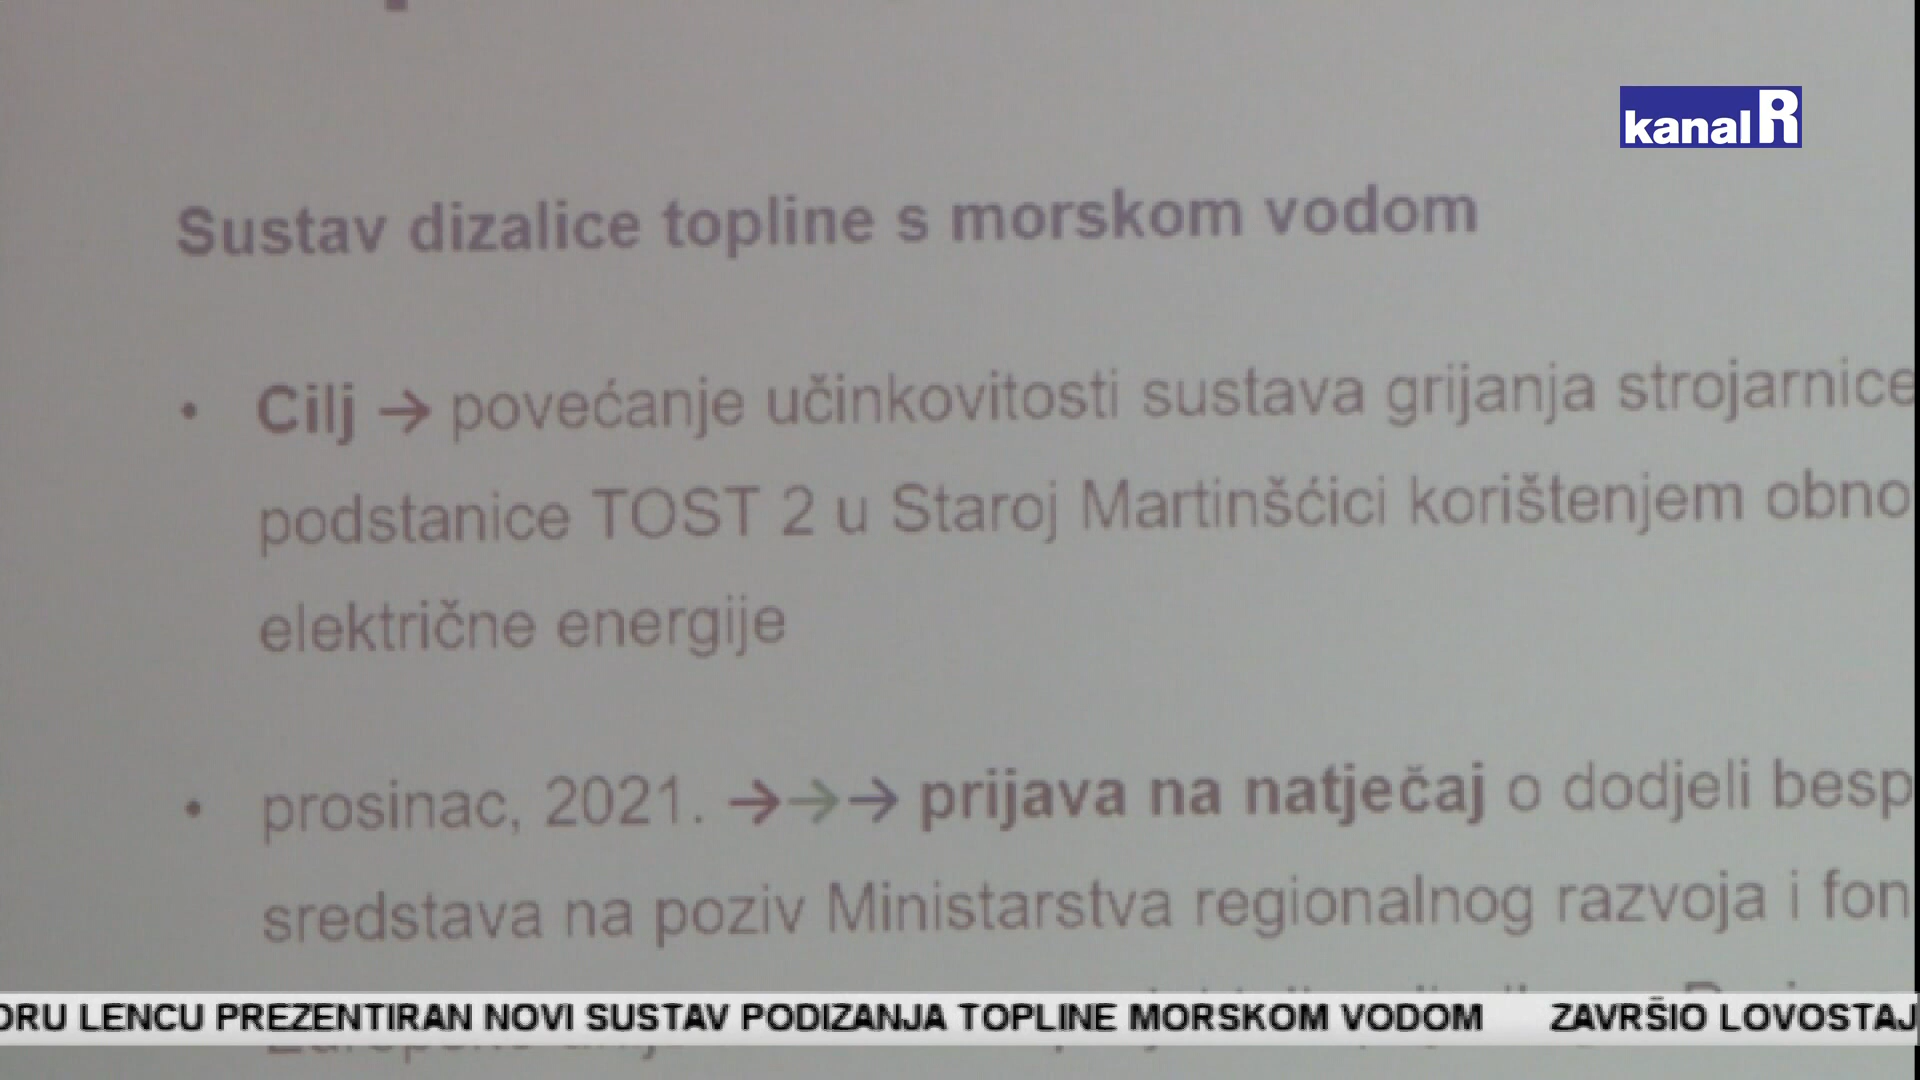 kanal R
Sustav dizalice topline s morskom vodom
• Cilj → povećanje učinkovitosti sustava grijanja strojarnice
podstanice TOST 2 u Staroj Martinšćici korištenjem obno
električne energije
• prosinac, 2021. →→→ prijava na natječaj o dodjeli besp
sredstava na poziv Ministarstva regionalnog razvoja i fon
ORU LENCU PREZENTIRAN NOVI SUSTAV PODIZANJA TOPLINE MORSKOM VODOM ZAVRŠIO LOVOSTAJ